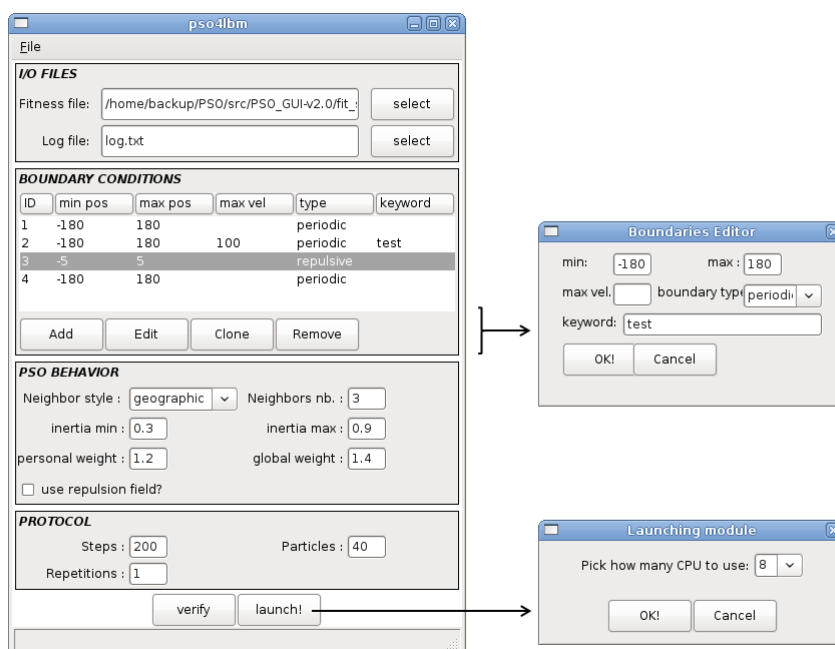 pso4lbm
File
I/O FILES
Fitness file: /home/backup/PSO/src/PSO_GUI-v2.0/fit_ select
Log file: log.txt select
BOUNDARY CONDITIONS
ID min pos max pos max vel type keyword
1 -180 180 periodic
2 -180 180 100 periodic test
3 -5 5 repulsive
4 -180 180 periodic
Add Edit Clone Remove
PSO BEHAVIOR
Neighbor style : geographic Neighbors nb. : 3
inertia min : 0.3 inertia max : 0.9
personal weight : 1.2 global weight : 1.4
use repulsion field?
PROTOCOL
Steps : 200 Particles : 40
Repetitions : 1
verify launch!
Boundaries Editor
min: -180 max : 180
max vel. boundary type periodi
keyword: test
OK! Cancel
Launching module
Pick how many CPU to use: 8
OK! Cancel